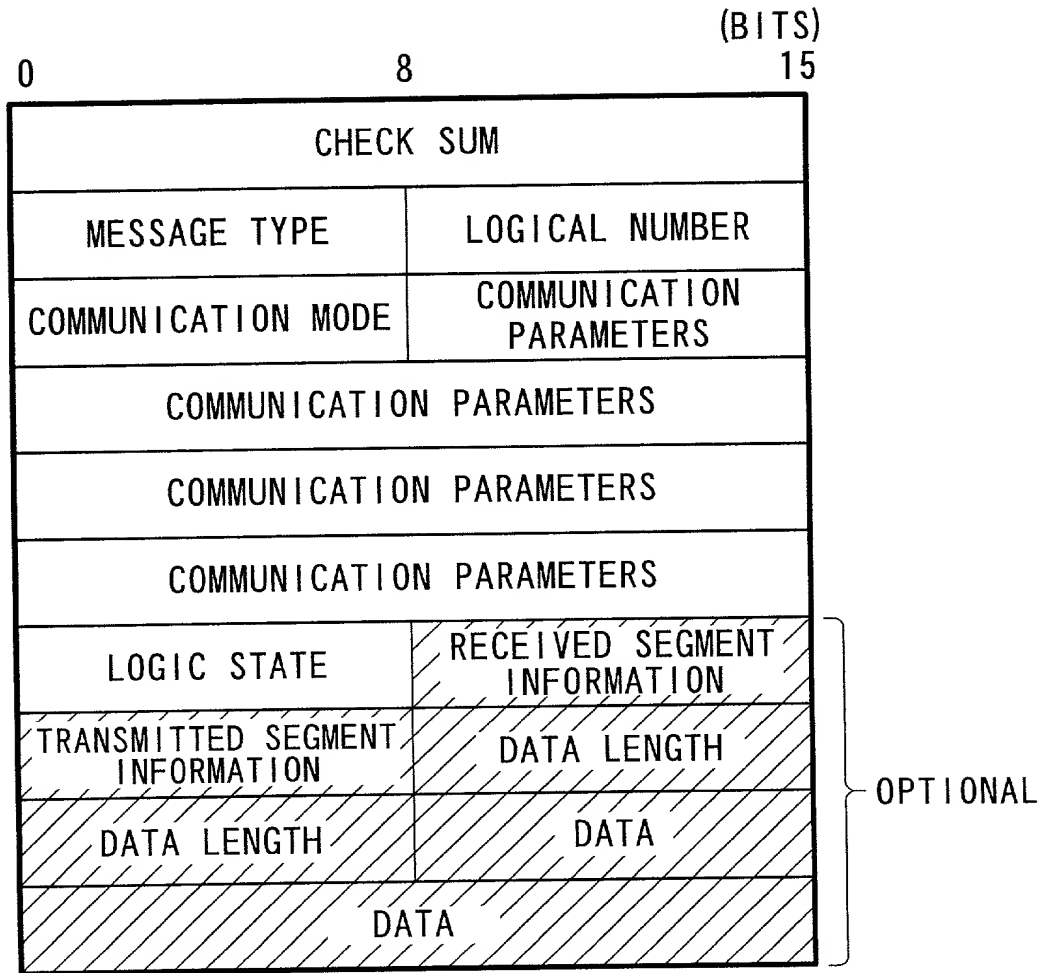 (BITS)
0 8 15
CHECK SUM
MESSAGE TYPE LOGICAL NUMBER
COMMUNICATION MODE COMMUNICATION
PARAMETERS
COMMUNICATION PARAMETERS
COMMUNICATION PARAMETERS
COMMUNICATION PARAMETERS
LOGIC STATE RECEIVED SEGMENT
INFORMATION
TRANSMITTED SEGMENT
INFORMATION DATA LENGTH
OPTIONAL
DATA LENGTH DATA
DATA